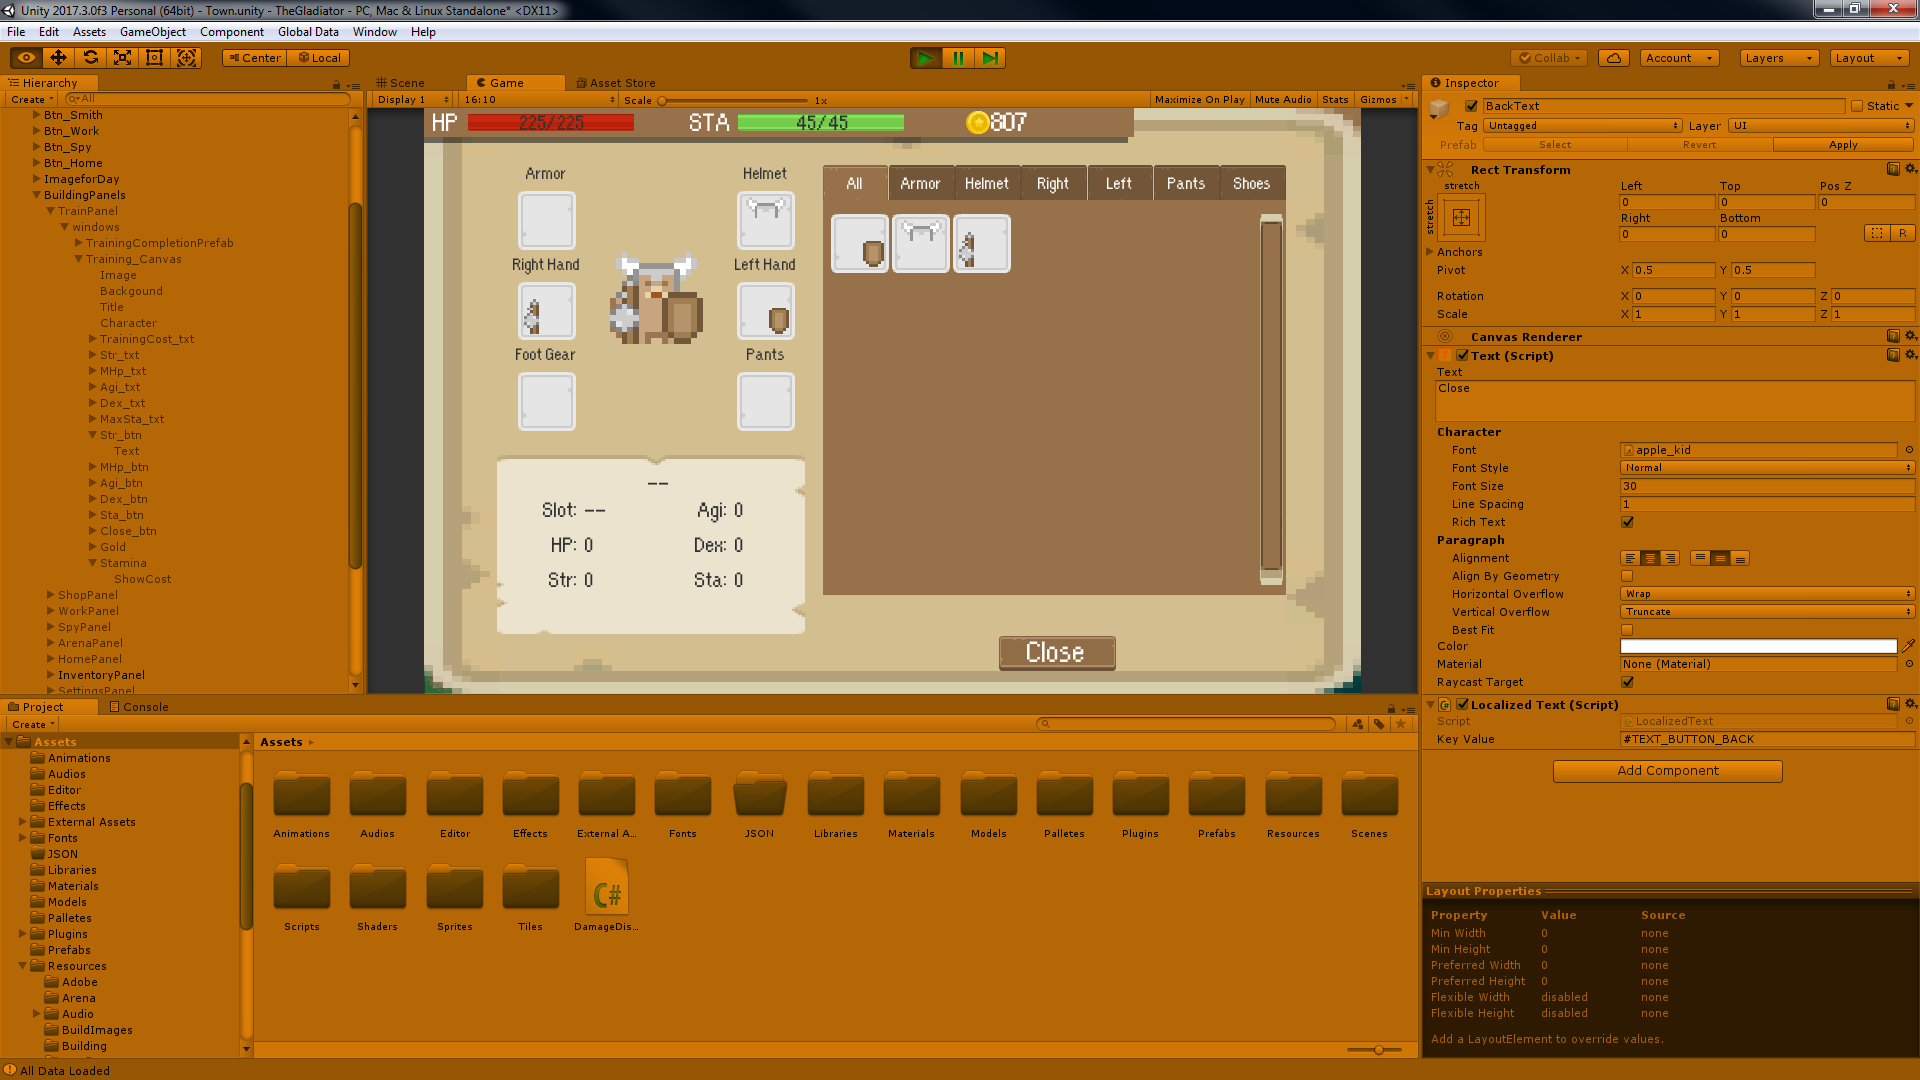 Unity 2017.3.0f3 Personal (64bit) - Town.unity - TheGladiator - PC, Mac & Linux Standalone* <DX11>
File Edit Assets GameObject Component Global Data Window Help
Center Local Collab Account Layers Layout
Hierarchy
Create All
Btn_Smith
Btn_Work
Btn_Spy
Btn_Home
ImageforDay
BuildingPanels
TrainPanel
windows
TrainingCompletionPrefab
Training_Canvas
Image
Backgound
Title
Character
TrainingCost_txt
Str_txt
MHp_txt
Agi_txt
Dex_txt
MaxSta_txt
Str_btn
Text
MHp_btn
Agi_btn
Dex_btn
Sta_btn
Close_btn
Gold
Stamina
ShowCost
ShopPanel
WorkPanel
SpyPanel
ArenaPanel
HomePanel
InventoryPanel
SettingsPanel
Scene Game Asset Store
Display 1 16:10 Scale 1x Maximize On Play Mute Audio Stats Gizmos
HP 225/225 STA 45/45 807
Armor Helmet
Right Hand Left Hand
Foot Gear Pants
All Armor Helmet Right Left Pants Shoes
--
Slot: -- Agi: 0
HP: 0 Dex: 0
Str: 0 Sta: 0
Close
Inspector
BackText Static
Tag Untagged Layer UI
Prefab Select Revert Apply
Rect Transform
stretch Left Top Pos Z
stretch 0 0 0
Right Bottom
0 0 R
Anchors
Pivot X 0.5 Y 0.5
Rotation X 0 Y 0 Z 0
Scale X 1 Y 1 Z 1
Canvas Renderer
Text (Script)
Text
Close
Character
Font apple_kid
Font Style Normal
Font Size 30
Line Spacing 1
Rich Text
Paragraph
Alignment
Align By Geometry
Horizontal Overflow Wrap
Vertical Overflow Truncate
Best Fit
Color
Material None (Material)
Raycast Target
Localized Text (Script)
Script LocalizedText
Key Value #TEXT_BUTTON_BACK
Add Component
Layout Properties
Property Value Source
Min Width 0 none
Min Height 0 none
Preferred Width 0 none
Preferred Height 0 none
Flexible Width disabled none
Flexible Height disabled none
Add a LayoutElement to override values.
Project Console
Create
Assets
Animations
Audios
Editor
Effects
External Assets
Fonts
JSON
Libraries
Materials
Models
Palletes
Plugins
Prefabs
Resources
Adobe
Arena
Audio
BuildImages
Building
Assets
Animations Audios Editor Effects External A... Fonts JSON Libraries Materials Models Palletes Plugins Prefabs Resources Scenes
C#
Scripts Shaders Sprites Tiles DamageDis...
All Data Loaded